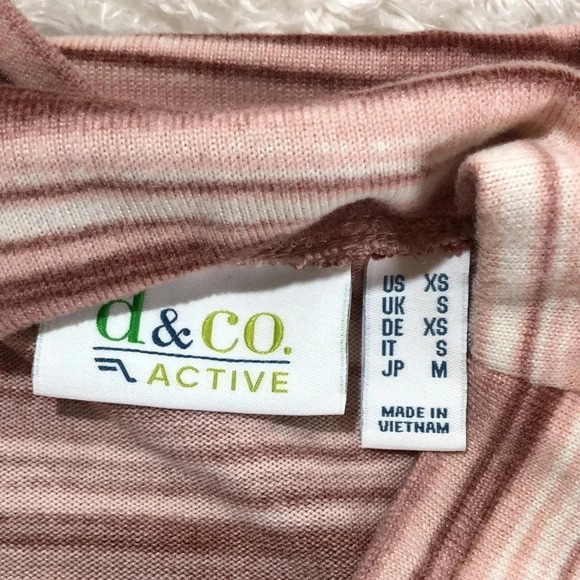 d&co.
ACTIVE
US XS
UK S
DE XS
IT S
JP M
MADE IN
VIETNAM